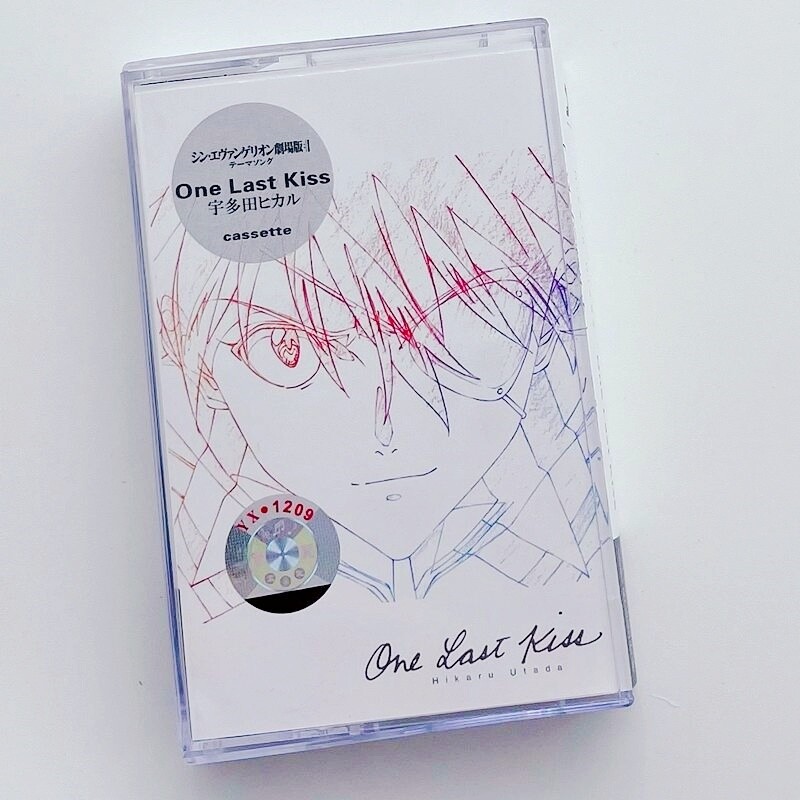 シン・エヴァンゲリオン劇場版:||
テーマソング
One Last Kiss
宇多田ヒカル
cassette
YX●1209
One Last Kiss
Hikaru Utada